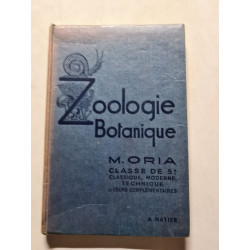 Zoologie
Botanique
M. ORIA
CLASSE DE 5e
CLASSIQUE, MODERNE,
TECHNIQUE
& COURS COMPLÉMENTAIRES
A. HATIER